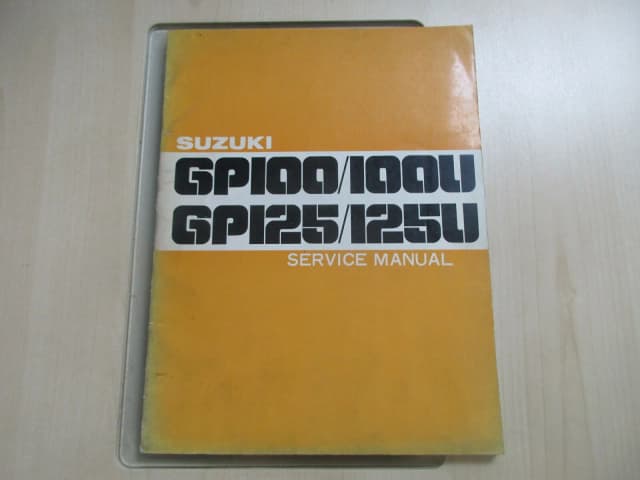 SUZUKI
GP100/100U
GP125/125U
SERVICE MANUAL